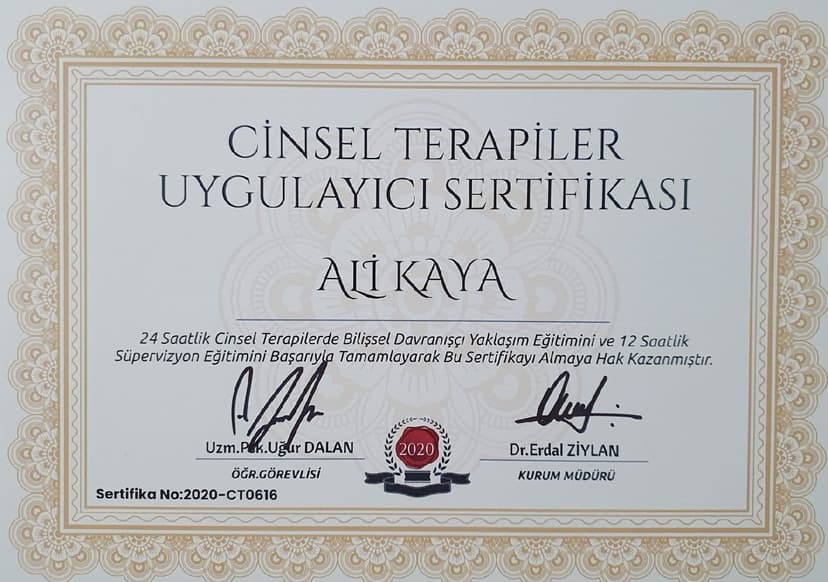 CİNSEL TERAPİLER
UYGULAYICI SERTİFİKASI
ALİ KAYA
24 Saatlik Cinsel Terapilerde Bilişsel Davranışçı Yaklaşım Eğitimini ve 12 Saatlik
Süpervizyon Eğitimini Başarıyla Tamamlayarak Bu Sertifikayı Almaya Hak Kazanmıştır.
Uzm.Psk.Uğur DALAN
ÖĞR.GÖREVLİSİ
2020
Dr.Erdal ZİYLAN
KURUM MÜDÜRÜ
Sertifika No:2020-CT0616